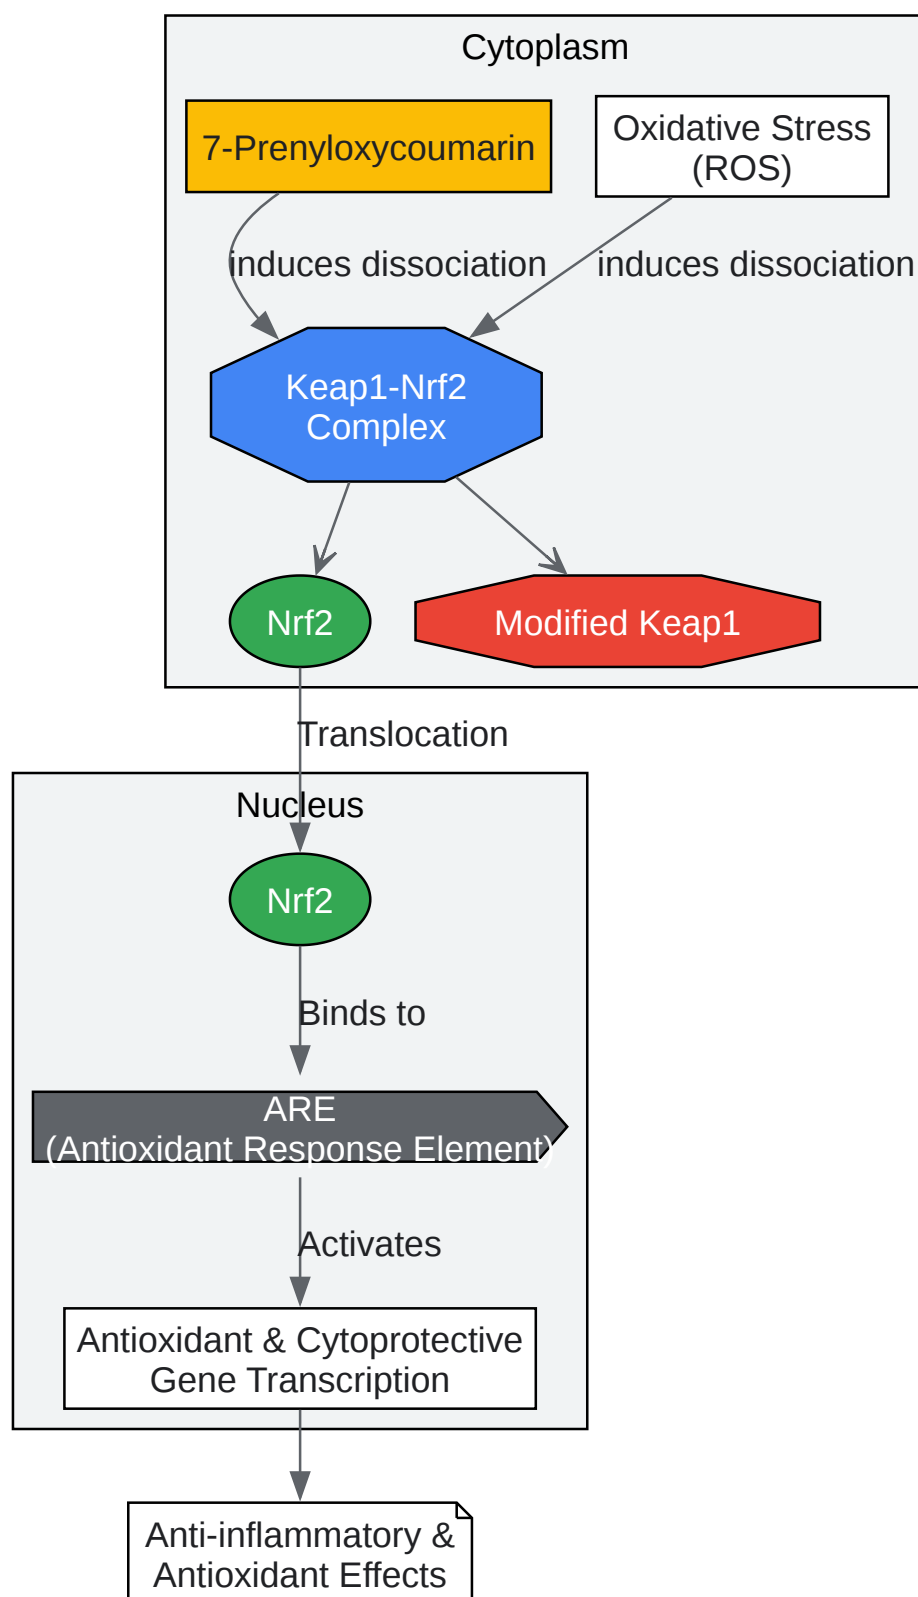 Cytoplasm
7-Prenyloxycoumarin
Oxidative Stress
(ROS)
induces dissociation
induces dissociation
Keap1-Nrf2
Complex
Nrf2
Modified Keap1
Translocation
Nucleus
Nrf2
Binds to
ARE
(Antioxidant Response Element)
Activates
Antioxidant & Cytoprotective
Gene Transcription
Anti-inflammatory &
Antioxidant Effects